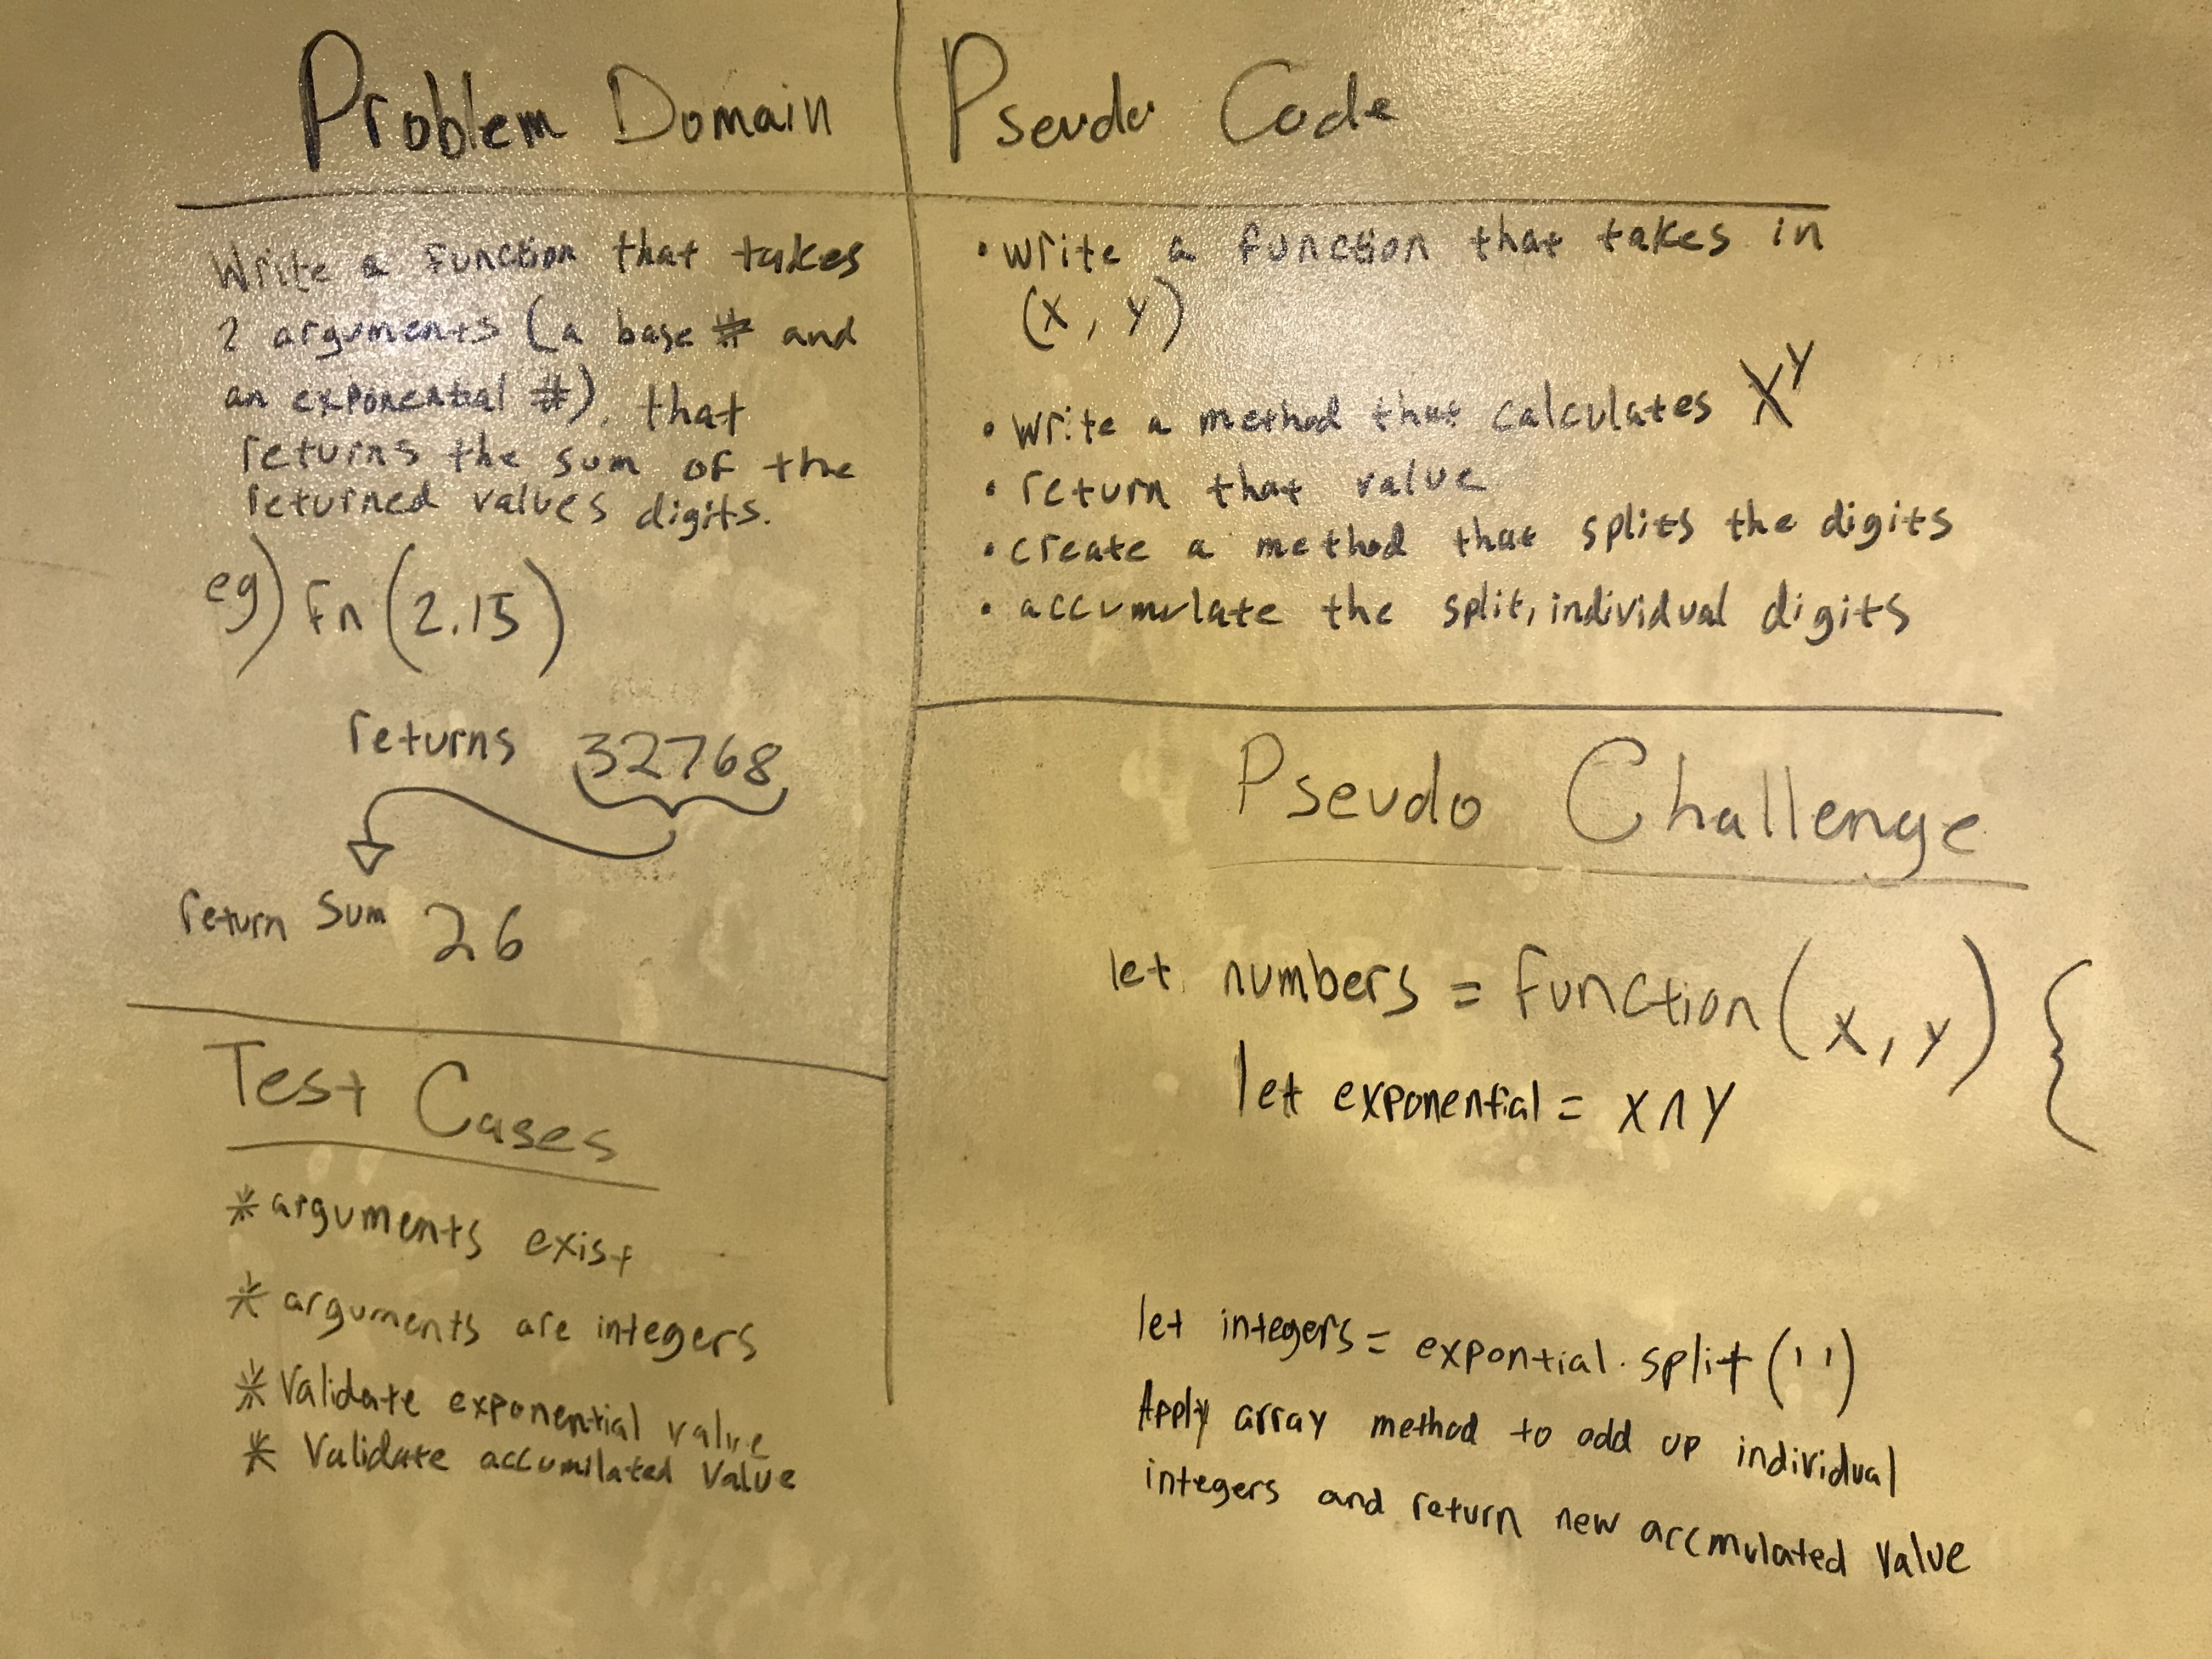 Problem Domain
Write a function that takes
2 arguments (a base # and
an exponential #), that
returns the sum of the
returned values digits.
eg) fn(2,15)
returns 32768
return sum 26
Test Cases
* arguments exist
* arguments are integers
* Validate exponential value
* Validate accumilated value
Pseudo Code
• write a function that takes in
(x, y)
• write a method that calculates X^Y
• return that value
• create a method that splits the digits
• accumulate the split, individual digits
Pseudo Challenge
let numbers = function(x, y) {
let exponential = x ∧ y
let integers = expontial.split('')
Apply array method to add up individual
integers and return new accmulated value